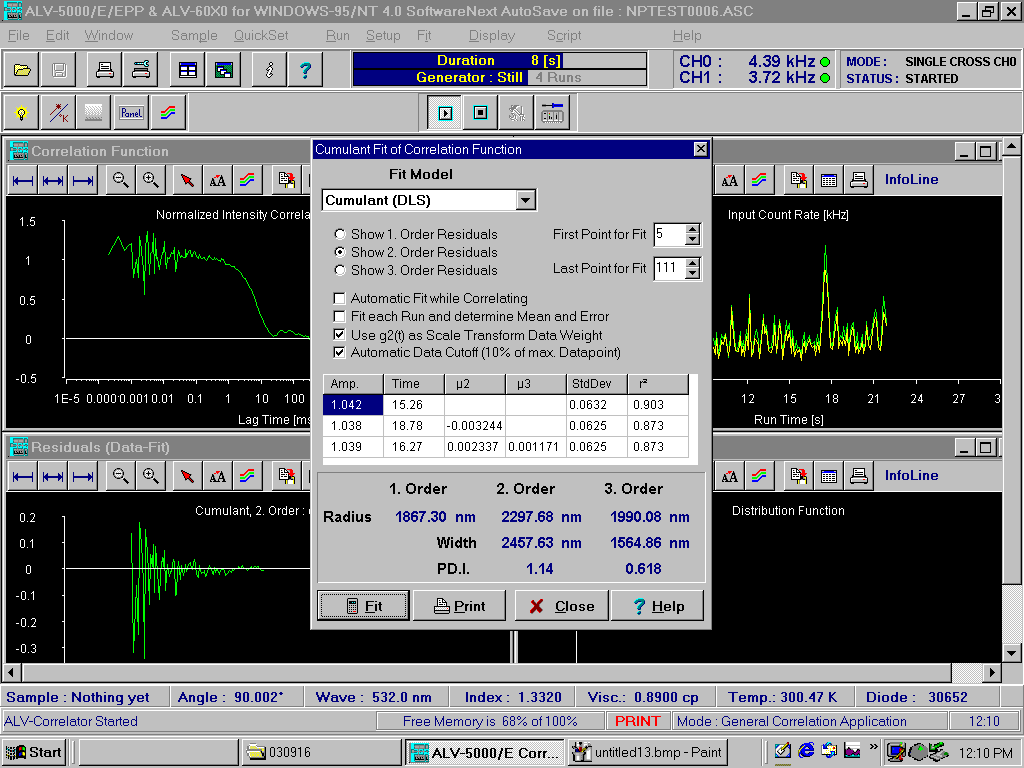 ALV-5000/E/EPP & ALV-60X0 for WINDOWS-95/NT 4.0 SoftwareNext AutoSave on file : NPTEST0006.ASC
File Edit Window Sample QuickSet Run Setup Fit Display Script Help
Duration 8 [s]
Generator : Still 4 Runs
CH0 : 4.39 kHz
CH1 : 3.72 kHz
MODE : SINGLE CROSS CH0
STATUS : STARTED
Panel
Correlation Function
InfoLine
Normalized Intensity Correla
1.5
1
0.5
0
-0.5
1E-5 0.0001 0.001 0.01 0.1 1 10 100
Lag Time [ms
Input Count Rate [kHz]
12 15 18 21 24 27 3
Run Time [s]
Cumulant Fit of Correlation Function
Fit Model
Cumulant (DLS)
Show 1. Order Residuals
Show 2. Order Residuals
Show 3. Order Residuals
First Point for Fit 5
Last Point for Fit 111
Automatic Fit while Correlating
Fit each Run and determine Mean and Error
Use g2(t) as Scale Transform Data Weight
Automatic Data Cutoff (10% of max. Datapoint)
Amp. Time µ2 µ3 StdDev r²
1.042 15.26 0.0632 0.903
1.038 18.78 -0.003244 0.0625 0.873
1.039 16.27 0.002337 0.001171 0.0625 0.873
1. Order 2. Order 3. Order
Radius 1867.30 nm 2297.68 nm 1990.08 nm
Width 2457.63 nm 1564.86 nm
PD.I. 1.14 0.618
Fit Print Close Help
Residuals (Data-Fit)
InfoLine
Cumulant, 2. Order :
0.2
0.1
0
-0.1
-0.2
-0.3
Distribution Function
Sample : Nothing yet Angle : 90.002° Wave : 532.0 nm Index : 1.3320 Visc.: 0.8900 cp Temp.: 300.47 K Diode : 30652
ALV-Correlator Started Free Memory is 68% of 100% PRINT Mode : General Correlation Application 12:10
Start 030916 ALV-5000/E Corr... untitled13.bmp - Paint 12:10 PM